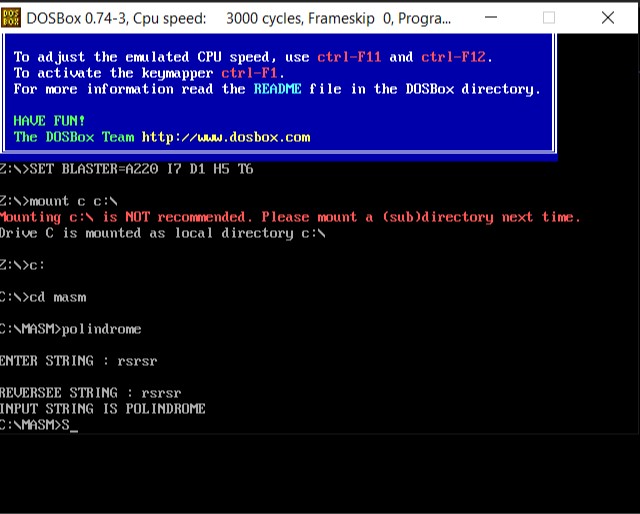 DOSBox 0.74-3, Cpu speed:    3000 cycles, Frameskip  0, Progra...
To adjust the emulated CPU speed, use ctrl-F11 and ctrl-F12.
To activate the keymapper ctrl-F1.
For more information read the README file in the DOSBox directory.
HAVE FUN!
The DOSBox Team http://www.dosbox.com
Z:\>SET BLASTER=A220 I7 D1 H5 T6
Z:\>mount c c:\
Mounting c:\ is NOT recommended. Please mount a (sub)directory next time.
Drive C is mounted as local directory c:\
Z:\>c:
C:\>cd masm
C:\MASM>polindrome
ENTER STRING : rsrsr
REVERSEE STRING : rsrsr
INPUT STRING IS POLINDROME
C:\MASM>S_